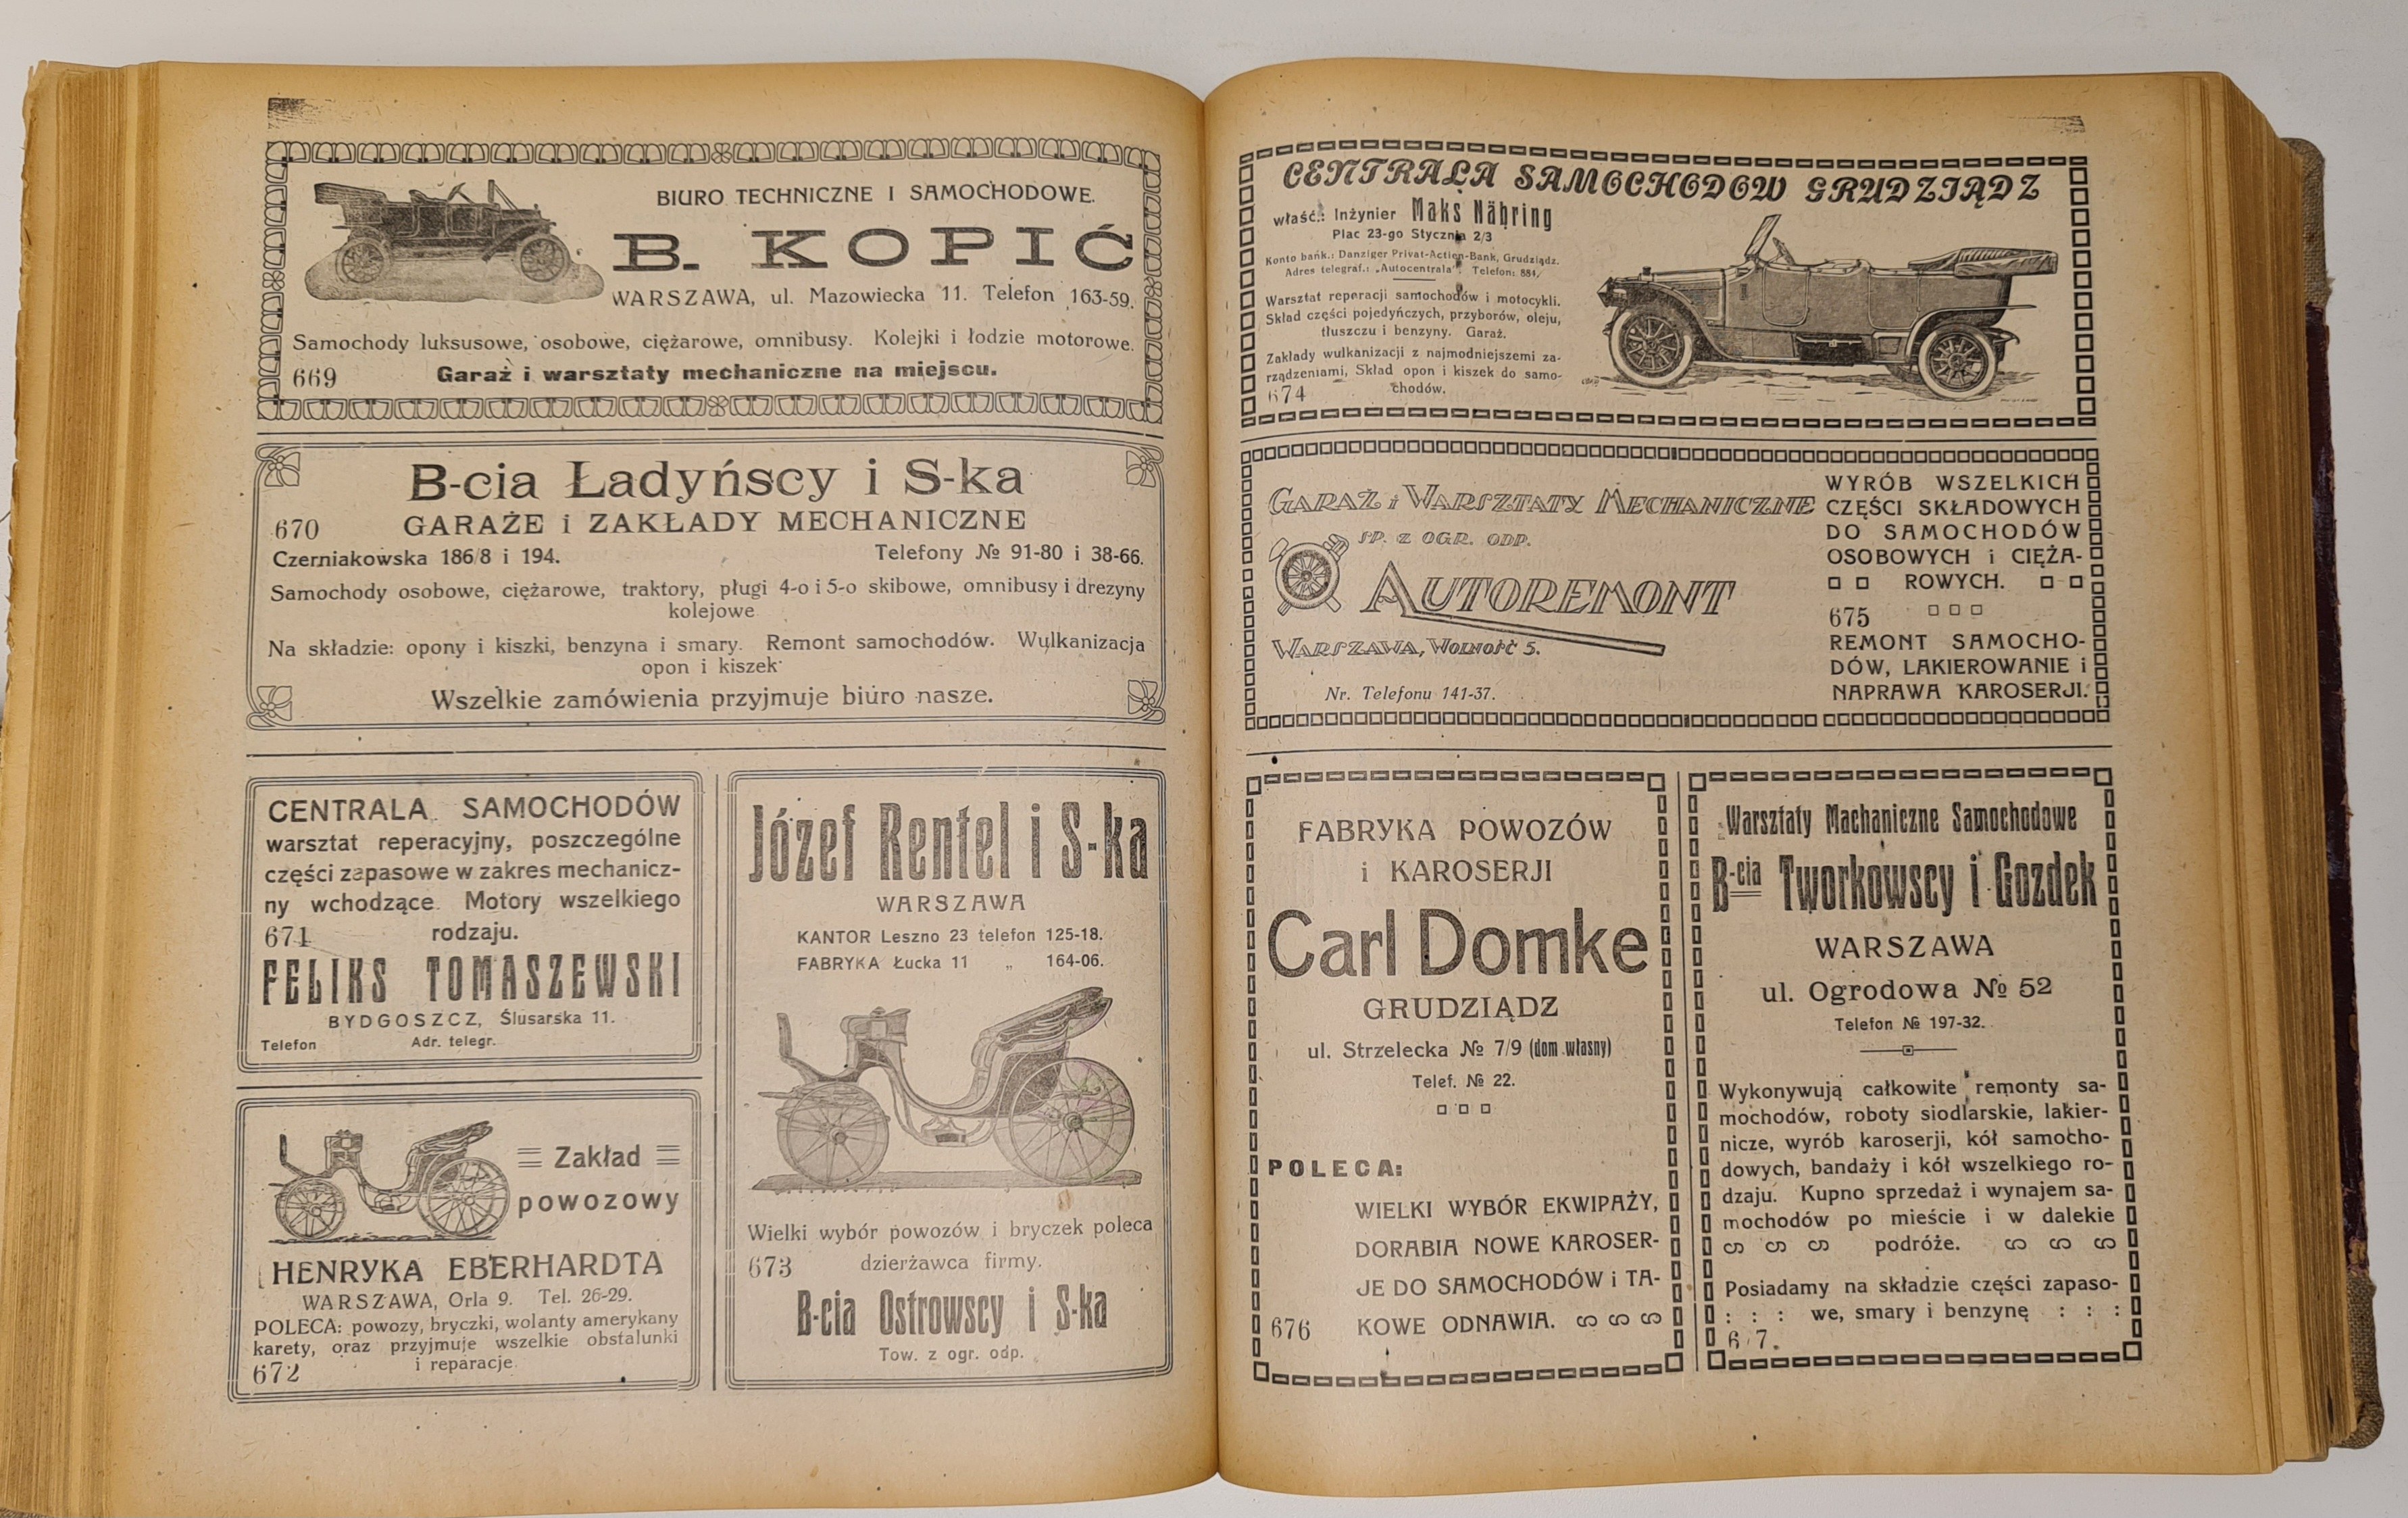 BIURO TECHNICZNE I SAMOCHODOWE.
B. KOPIĆ
WARSZAWA, ul. Mazowiecka 11. Telefon 163-59.
Samochody luksusowe, osobowe, ciężarowe, omnibusy. Kolejki i łodzie motorowe.
669 Garaż i warsztaty mechaniczne na miejscu.
B-cia Ładyńscy i S-ka
670 GARAŻE i ZAKŁADY MECHANICZNE
Czerniakowska 186/8 i 194. Telefony № 91-80 i 38-66.
Samochody osobowe, ciężarowe, traktory, pługi 4-o i 5-o skibowe, omnibusy i drezyny
kolejowe
Na składzie: opony i kiszki, benzyna i smary. Remont samochodów. Wulkanizacja
opon i kiszek
Wszelkie zamówienia przyjmuje biuro nasze.
CENTRALA SAMOCHODÓW
warsztat reperacyjny, poszczególne
części zapasowe w zakres mechanicz-
ny wchodzące. Motory wszelkiego
671 rodzaju.
FELIKS TOMASZEWSKI
BYDGOSZCZ, Ślusarska 11.
Telefon Adr. telegr.
Zakład
powozowy
HENRYKA EBERHARDTA
WARSZAWA, Orla 9. Tel. 26-29.
POLECA: powozy, bryczki, wolanty amerykany
karety, oraz przyjmuje wszelkie obstalunki
672 i reparacje
Józef Rentel i S-ka
WARSZAWA
KANTOR Leszno 23 telefon 125-18.
FABRYKA Łucka 11 „ 164-06.
Wielki wybór powozów i bryczek poleca
673 dzierżawca firmy.
B-cia Ostrowscy i S-ka
Tow. z ogr. odp.
CENTRALA SAMOCHODOW GRUDZIĄDZ
właść.: Inżynier Maks Nähring
Plac 23-go Stycznia 2/3
Konto bańk.: Danziger Privat-Actien-Bank, Grudziądz.
Adres telegraf.: „Autocentrala". Telefon: 884,
Warsztat reperacji samochodów i motocykli.
Skład części pojedyńczych, przyborów, oleju,
tłuszczu i benzyny. Garaż.
Zakłady wulkanizacji z najmodniejszemi za-
rządzeniami, Skład opon i kiszek do samo-
674 chodów.
GARAŻ i WARSZTATY MECHANICZNE
SP. Z OGR. ODP.
AUTOREMONT
WARSZAWA, WOLNOŚĆ 5.
Nr. Telefonu 141-37.
WYRÓB WSZELKICH
CZĘŚCI SKŁADOWYCH
DO SAMOCHODÓW
OSOBOWYCH i CIĘŻA-
ROWYCH.
675
REMONT SAMOCHO-
DÓW, LAKIEROWANIE i
NAPRAWA KAROSERJI.
FABRYKA POWOZÓW
i KAROSERJI
Carl Domke
GRUDZIĄDZ
ul. Strzelecka № 7/9 (dom własny)
Telef. № 22.
POLECA:
WIELKI WYBÓR EKWIPAŻY,
DORABIA NOWE KAROSER-
JE DO SAMOCHODÓW i TA-
676 KOWE ODNAWIA.
Warsztaty Machaniczne Samochodowe
B-cia Tworkowscy i Gozdek
WARSZAWA
ul. Ogrodowa № 52
Telefon № 197-32.
Wykonywują całkowite remonty sa-
mochodów, roboty siodlarskie, lakier-
nicze, wyrób karoserji, kół samocho-
dowych, bandaży i kół wszelkiego ro-
dzaju. Kupno sprzedaż i wynajem sa-
mochodów po mieście i w dalekie
podróże.
Posiadamy na składzie części zapaso-
: : : we, smary i benzynę : : :